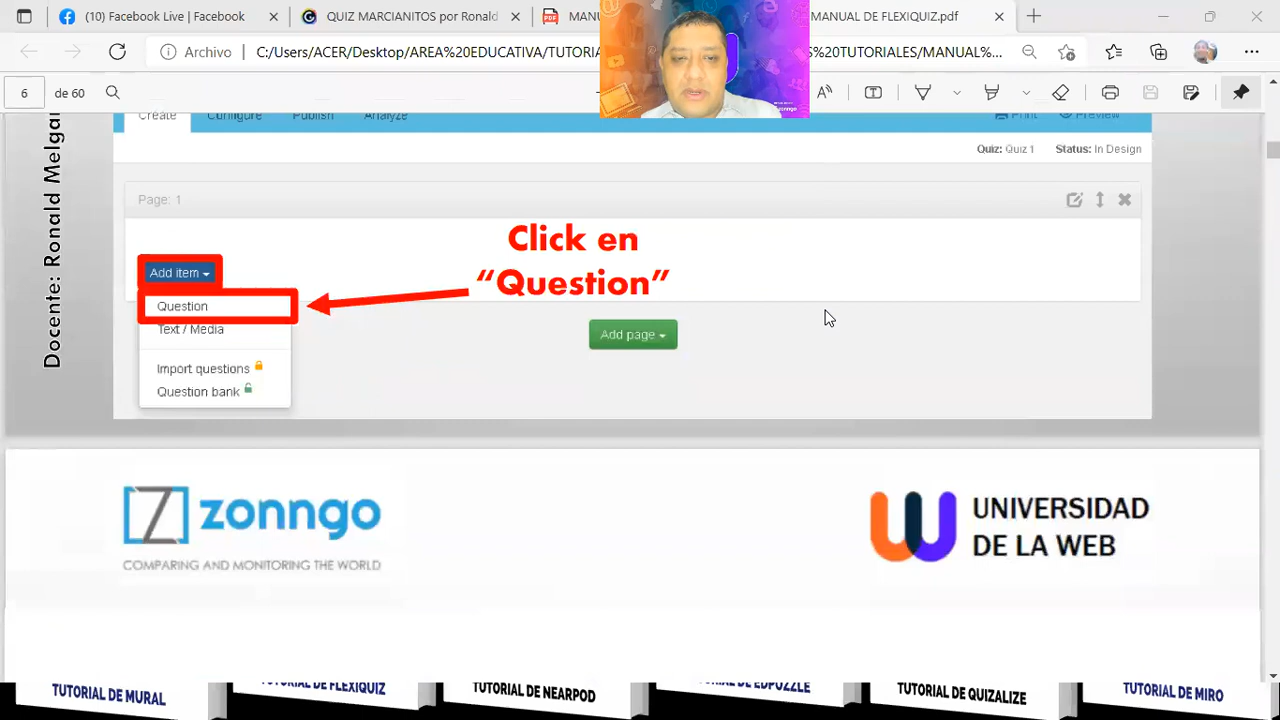 (10) Facebook Live | Facebook
QUIZ MARCIANITOS por Ronald
MANUAL DE FLEXIQUIZ.pdf
Archivo
C:/Users/ACER/Desktop/AREA%20EDUCATIVA/TUTORIA
S%20TUTORIALES/MANUAL%...
6 de 60
Docente: Ronald Melga
Create Configure Publish Analyze
Print Preview
Quiz: Quiz 1 Status: In Design
Page: 1
Click en
“Question”
Add item
Question
Text / Media
Import questions
Question bank
Add page
zonngo
COMPARING AND MONITORING THE WORLD
UNIVERSIDAD
DE LA WEB
TUTORIAL DE MURAL
TUTORIAL DE FLEXIQUIZ
TUTORIAL DE NEARPOD
TUTORIAL DE EDPUZZLE
TUTORIAL DE QUIZALIZE
TUTORIAL DE MIRO